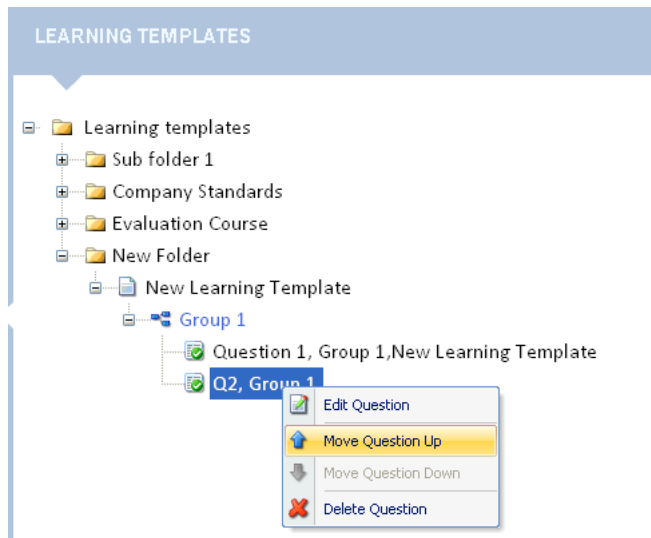 LEARNING TEMPLATES
Learning templates
Sub folder 1
Company Standards
Evaluation Course
New Folder
New Learning Template
Group 1
Question 1, Group 1,New Learning Template
Q2, Group 1
Edit Question
Move Question Up
Move Question Down
Delete Question